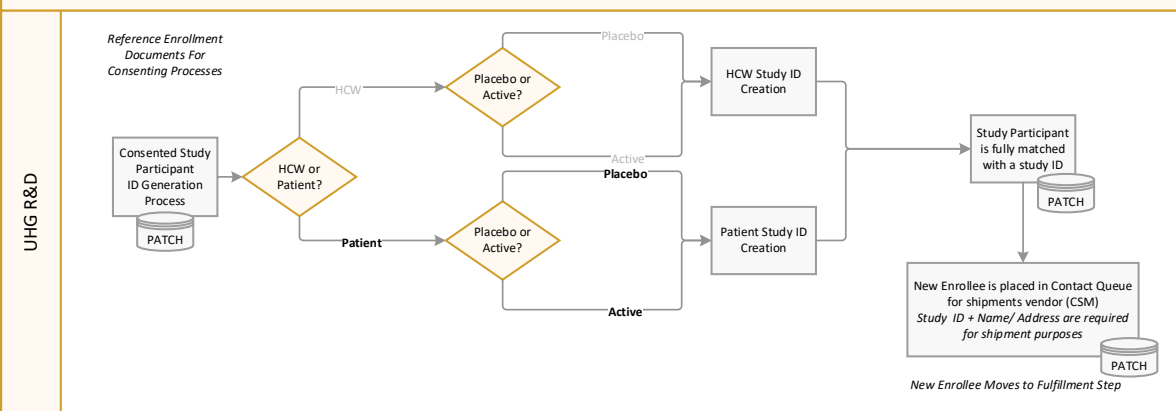 UHG R&D
Reference Enrollment
Documents For
Consenting Processes
Consented Study
Participant
ID Generation
Process
PATCH
HCW or
Patient?
HCW
Patient
Placebo or
Active?
Placebo
Active
Placebo or
Active?
Placebo
Active
HCW Study ID
Creation
Patient Study ID
Creation
Study Participant
is fully matched
with a study ID
PATCH
New Enrollee is placed in Contact Queue
for shipments vendor (CSM)
Study ID + Name/ Address are required
for shipment purposes
PATCH
New Enrollee Moves to Fulfillment Step